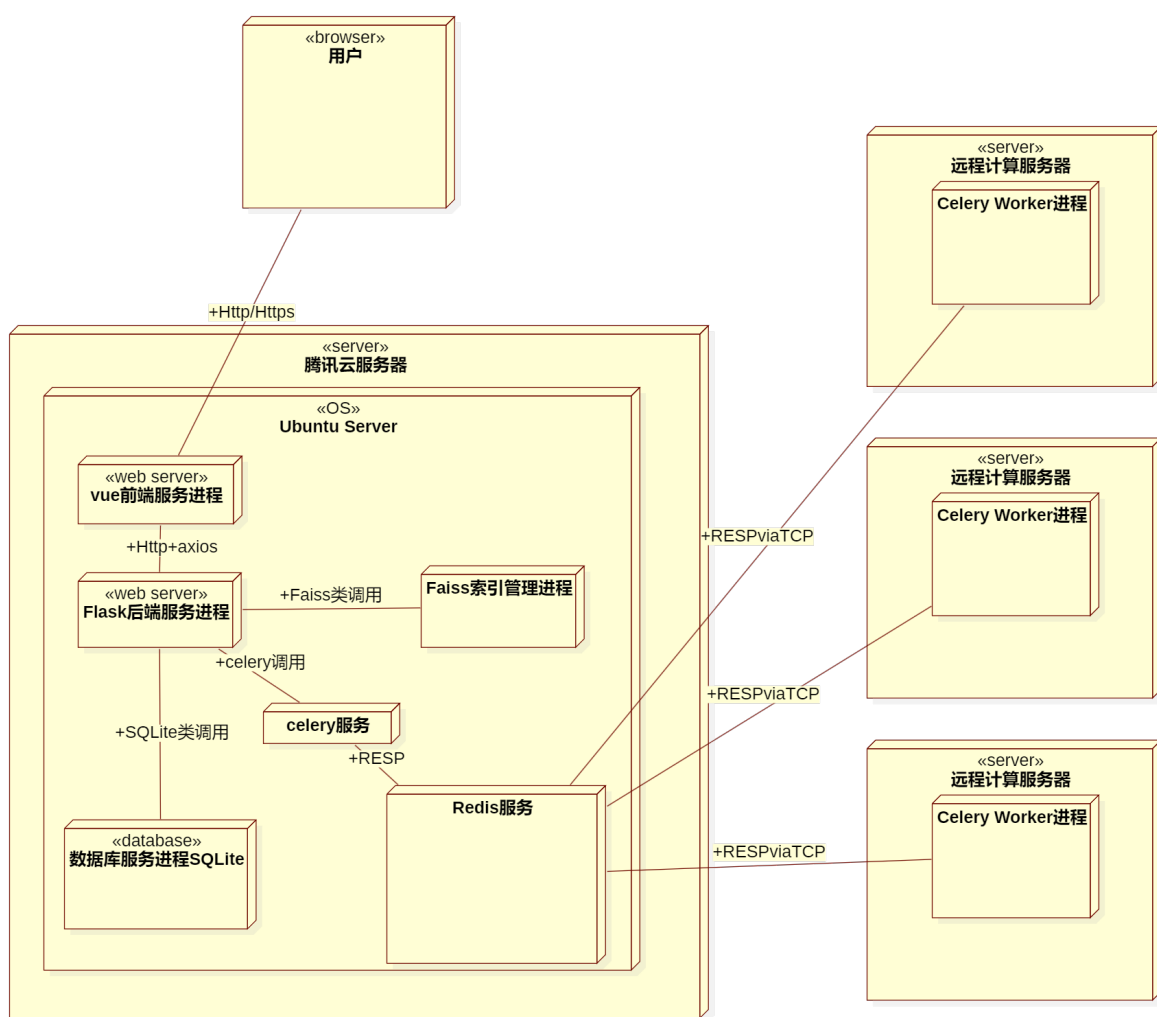 «browser»
用户
+Http/Https
«server»
腾讯云服务器
«OS»
Ubuntu Server
«web server»
vue前端服务进程
+Http+axios
«web server»
Flask后端服务进程
+Faiss类调用
Faiss索引管理进程
+celery调用
celery服务
+SQLite类调用
+RESP
Redis服务
«database»
数据库服务进程SQLite
«server»
远程计算服务器
Celery Worker进程
+RESPviaTCP
«server»
远程计算服务器
Celery Worker进程
+RESPviaTCP
«server»
远程计算服务器
Celery Worker进程
+RESPviaTCP